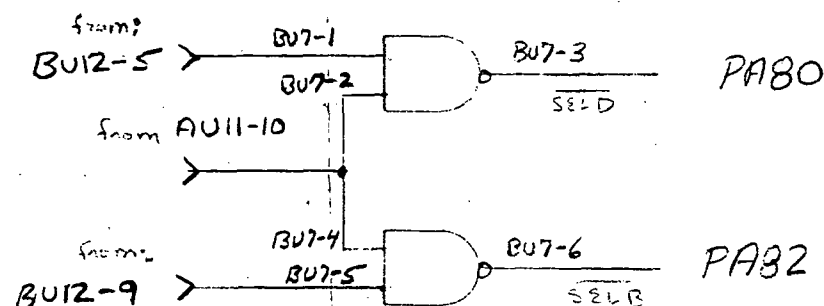 from:
BU12-5
BU7-1
BU7-2
BU7-3
SEL D
PA80
from AU11-10
from:
BU12-9
BU7-4
BU7-5
BU7-6
SEL B
PA82